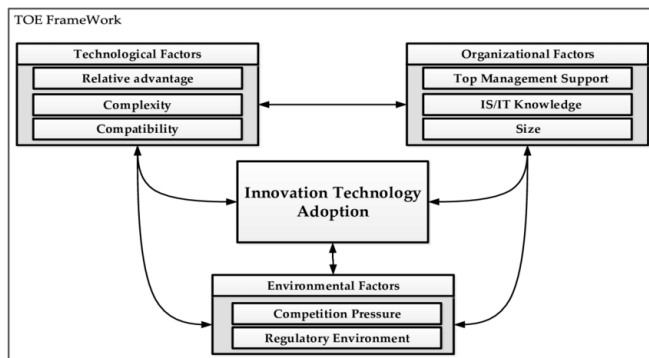 TOE FrameWork
Technological Factors
Relative advantage
Complexity
Compatibility
Organizational Factors
Top Management Support
IS/IT Knowledge
Size
Innovation Technology
Adoption
Environmental Factors
Competition Pressure
Regulatory Environment